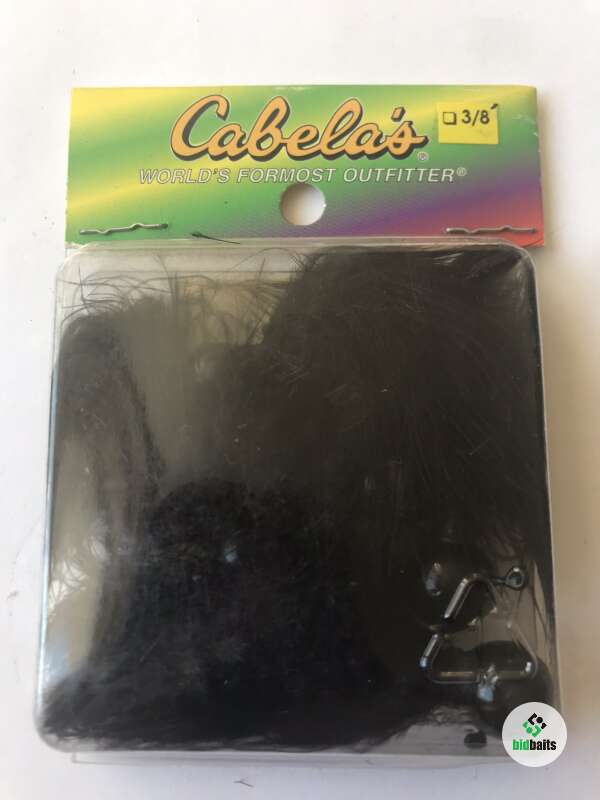 Cabela's®
❏ 3/8"
WORLD'S FORMOST OUTFITTER®
bidbaits